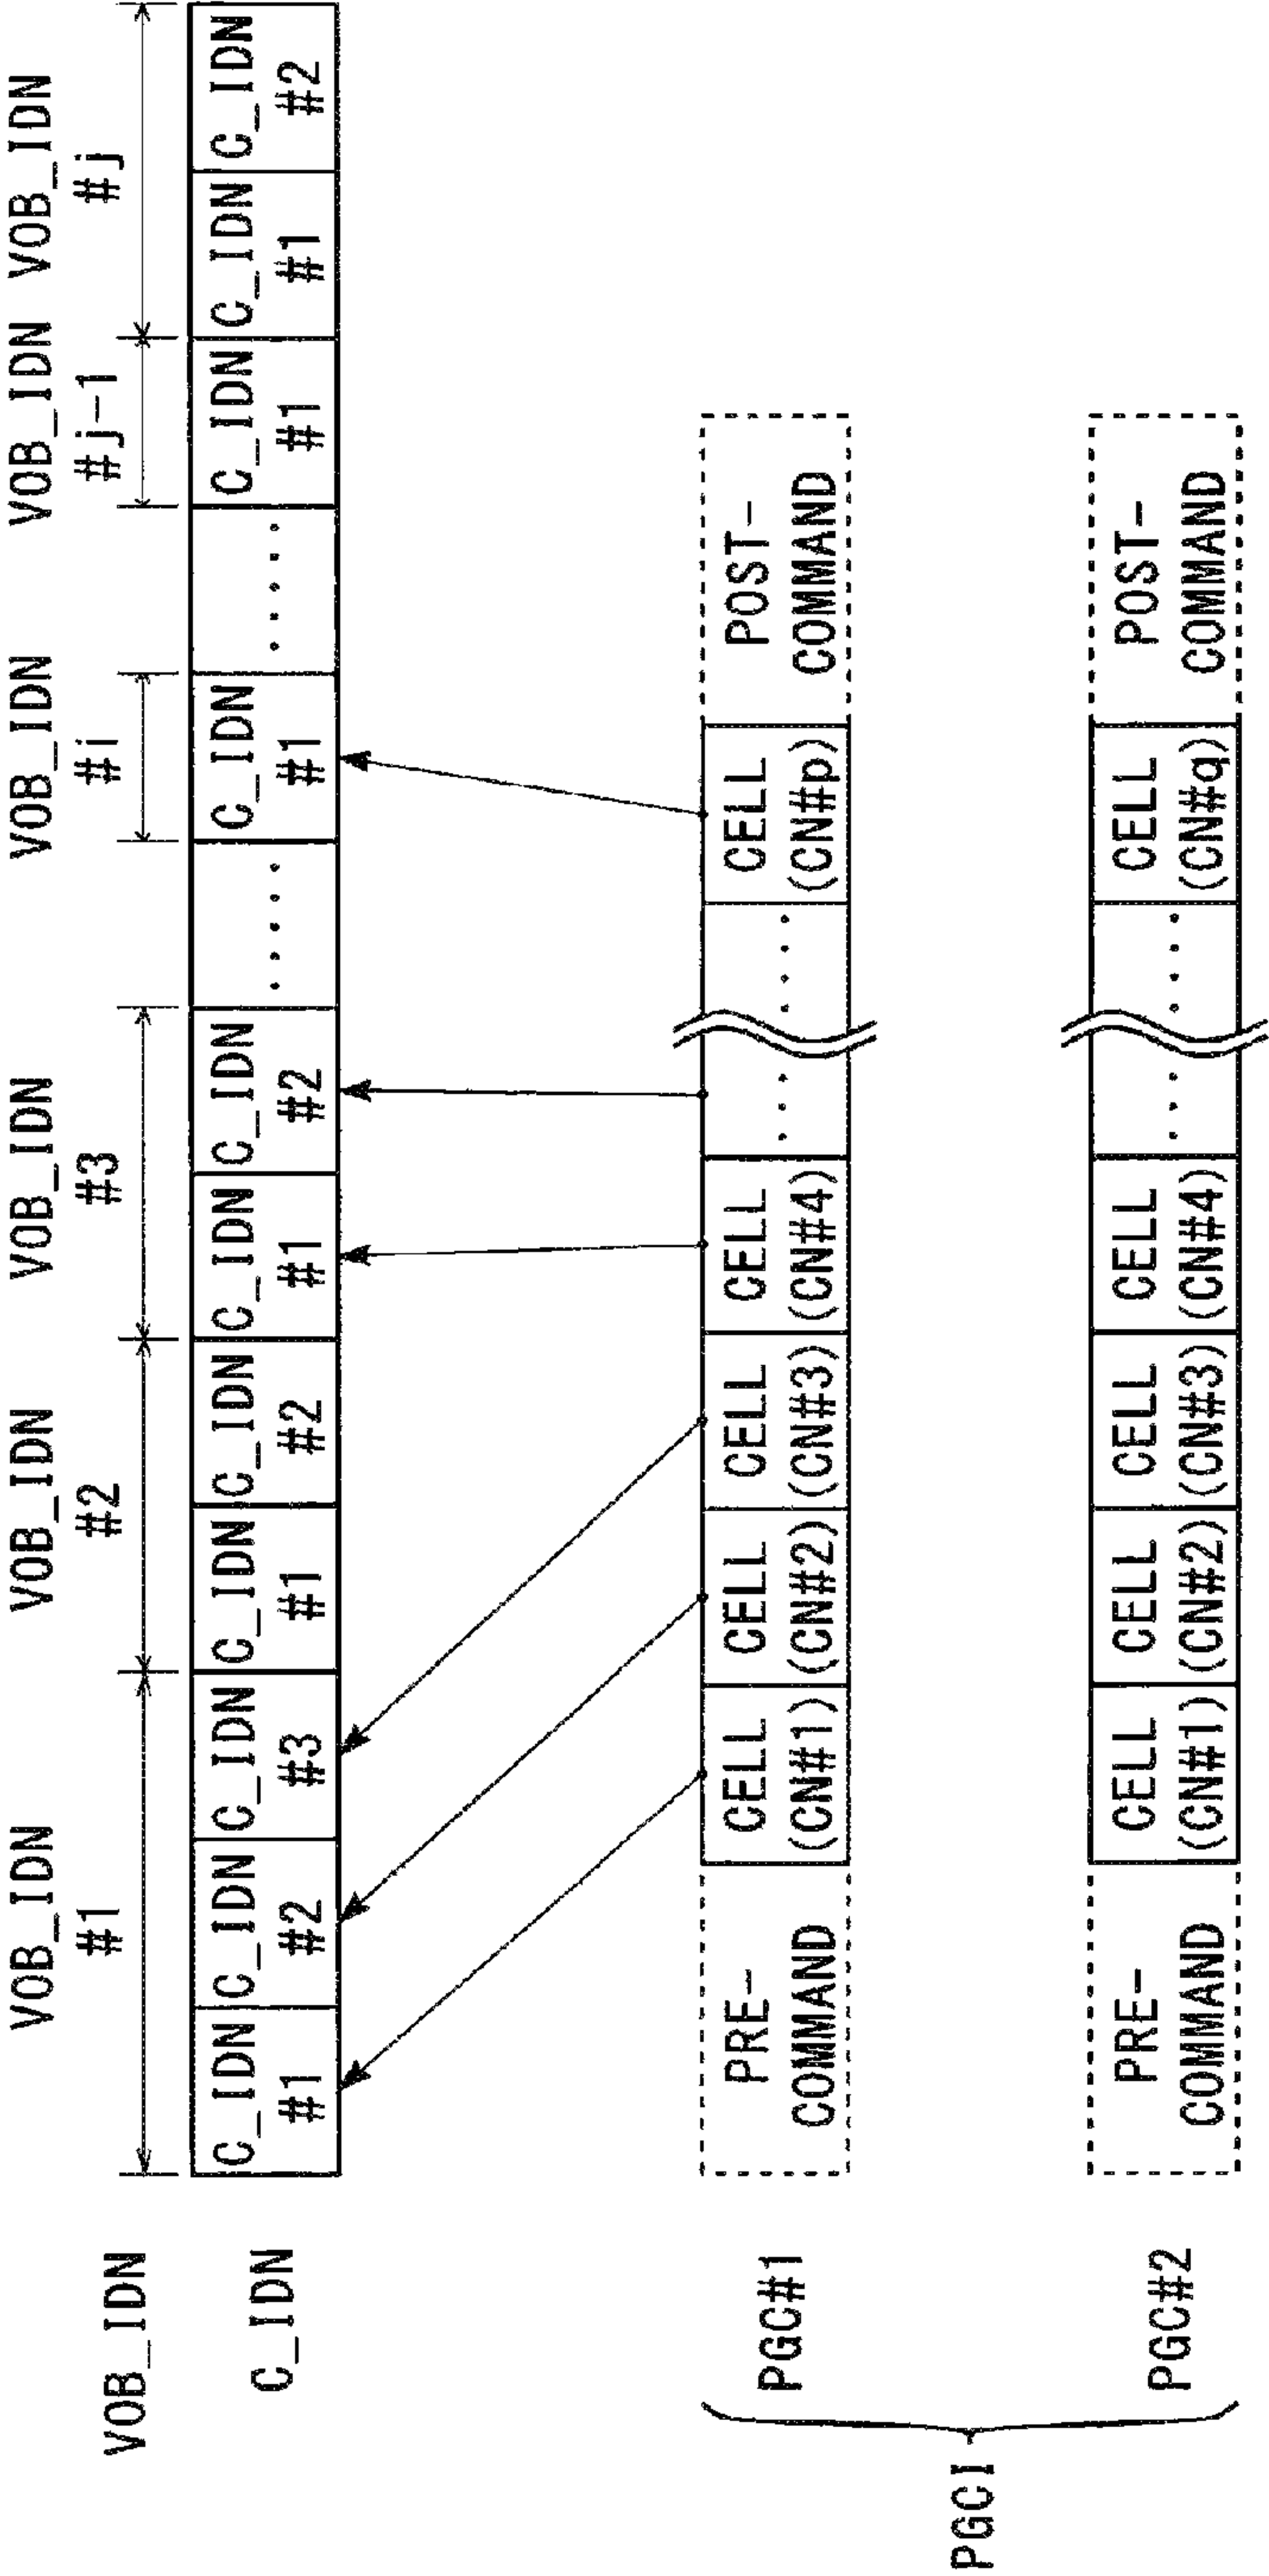 VOB_IDN
VOB_IDN
#1
VOB_IDN
#2
VOB_IDN
#3
VOB_IDN
#i
VOB_IDN
#j-1
VOB_IDN
#j
C_IDN
C_IDN
#1
C_IDN
#2
C_IDN
#3
C_IDN
#1
C_IDN
#2
C_IDN
#1
C_IDN
#2
.....
C_IDN
#1
.....
C_IDN
#1
C_IDN
#1
C_IDN
#2
PGCI
PGC#1
PRE-
COMMAND
CELL
(CN#1)
CELL
(CN#2)
CELL
(CN#3)
CELL
(CN#4)
.... ....
CELL
(CN#p)
POST-
COMMAND
PGC#2
PRE-
COMMAND
CELL
(CN#1)
CELL
(CN#2)
CELL
(CN#3)
CELL
(CN#4)
.... ....
CELL
(CN#q)
POST-
COMMAND